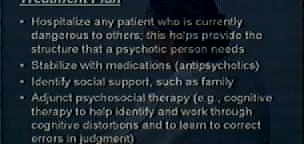 Treatment Plan
• Hospitalize any patient who is currently
dangerous to others; this helps provide the
structure that a psychotic person needs
• Stabilize with medications (antipsychotics)
• Identify social support, such as family
• Adjunct psychosocial therapy (e.g., cognitive
therapy to help identify and work through
cognitive distortions and to learn to correct
errors in judgment)